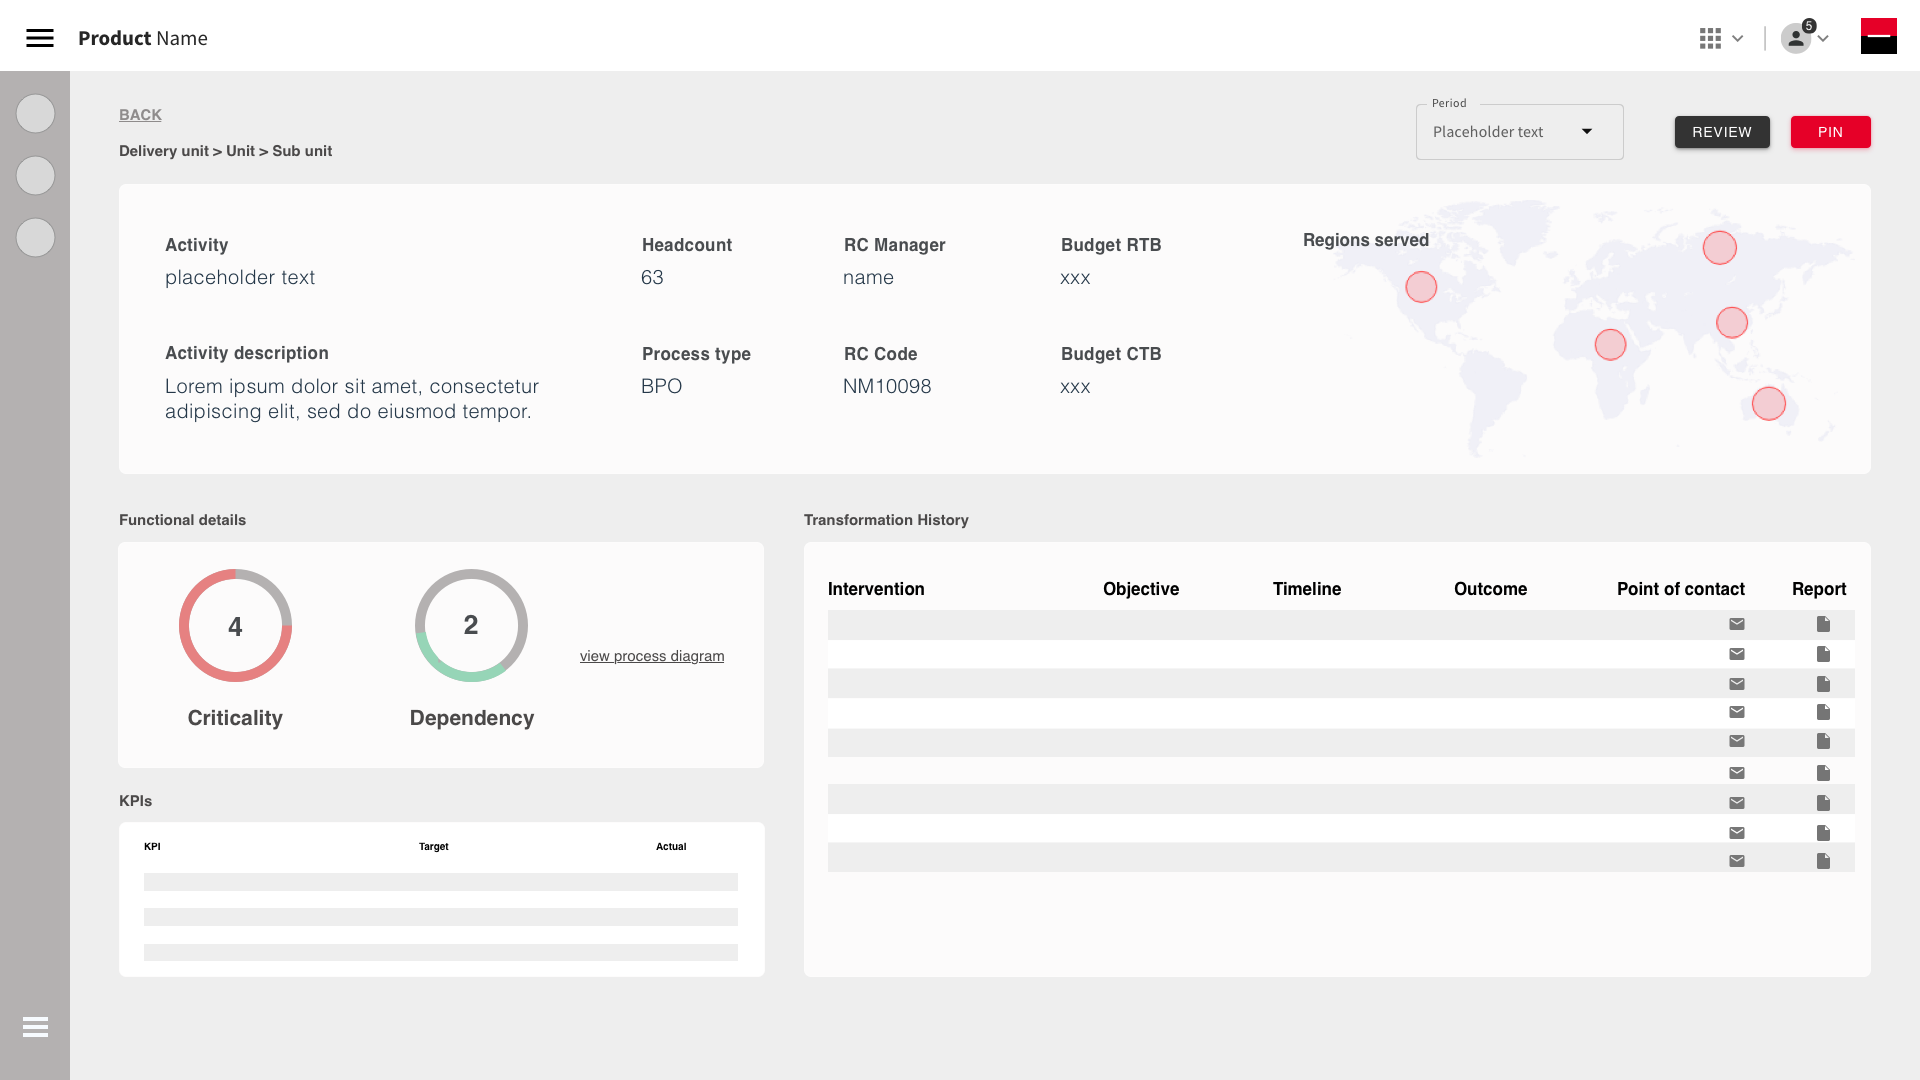 Product Name
5
BACK
Period
Placeholder text
REVIEW
PIN
Delivery unit > Unit > Sub unit
Activity
placeholder text
Headcount
63
RC Manager
name
Budget RTB
xxx
Regions served
Activity description
Lorem ipsum dolor sit amet, consectetur
adipiscing elit, sed do eiusmod tempor.
Process type
BPO
RC Code
NM10098
Budget CTB
xxx
Functional details
4
Criticality
2
Dependency
view process diagram
Transformation History
Intervention Objective Timeline Outcome Point of contact Report
KPIs
KPI Target Actual